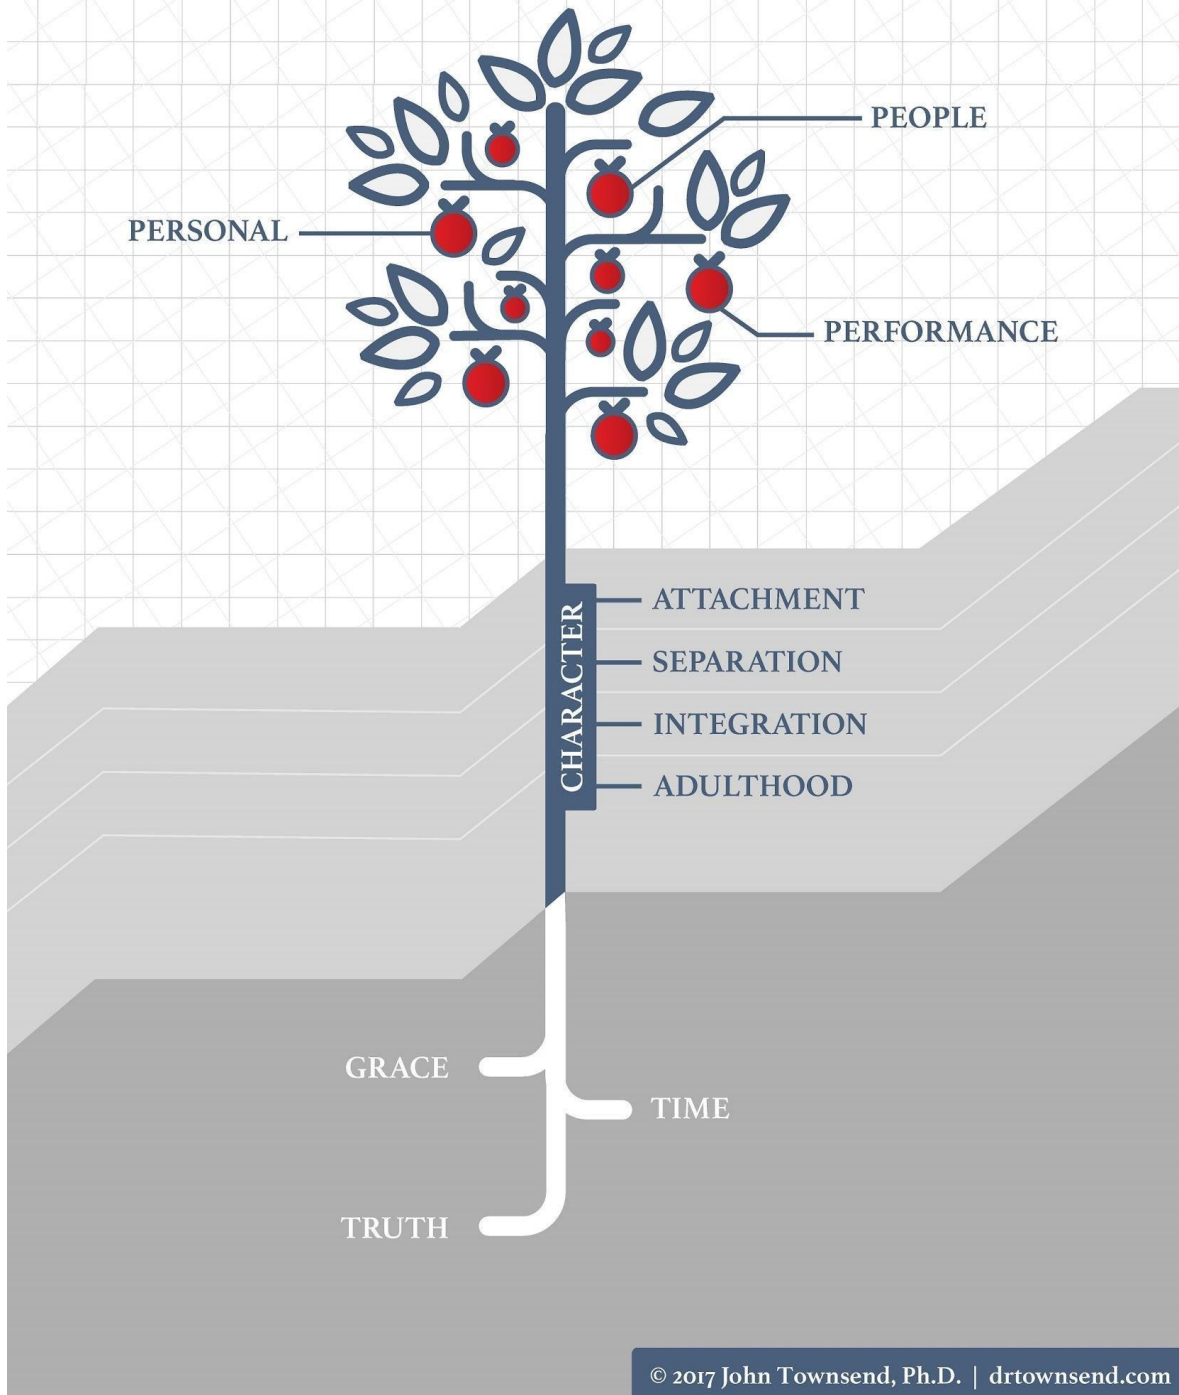 PEOPLE
PERSONAL
PERFORMANCE
CHARACTER
ATTACHMENT
SEPARATION
INTEGRATION
ADULTHOOD
GRACE
TIME
TRUTH
© 2017 John Townsend, Ph.D. | drtownsend.com